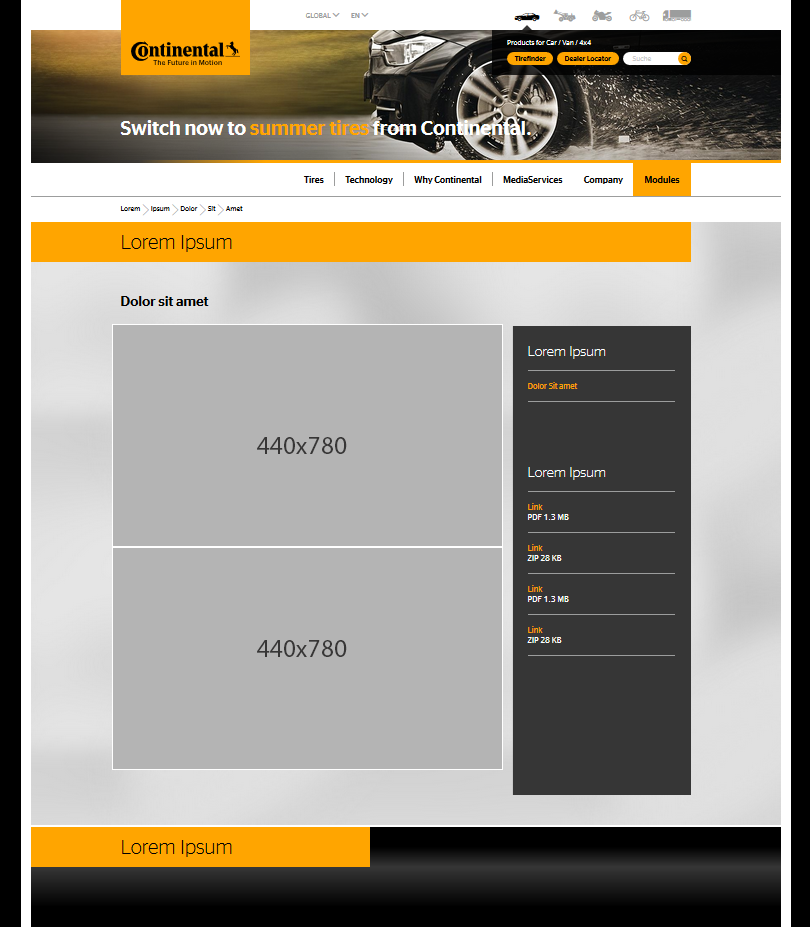 GLOBAL EN
Continental
The Future in Motion
Products for Car / Van / 4x4
Tirefinder Dealer Locator Suche
Switch now to summer tires from Continental.
Tires Technology Why Continental MediaServices Company Modules
Lorem Ipsum Dolor Sit Amet
Lorem Ipsum
Dolor sit amet
440x780
440x780
Lorem Ipsum
Dolor Sit amet
Lorem Ipsum
Link
PDF 1.3 MB
Link
ZIP 28 KB
Link
PDF 1.3 MB
Link
ZIP 28 KB
Lorem Ipsum